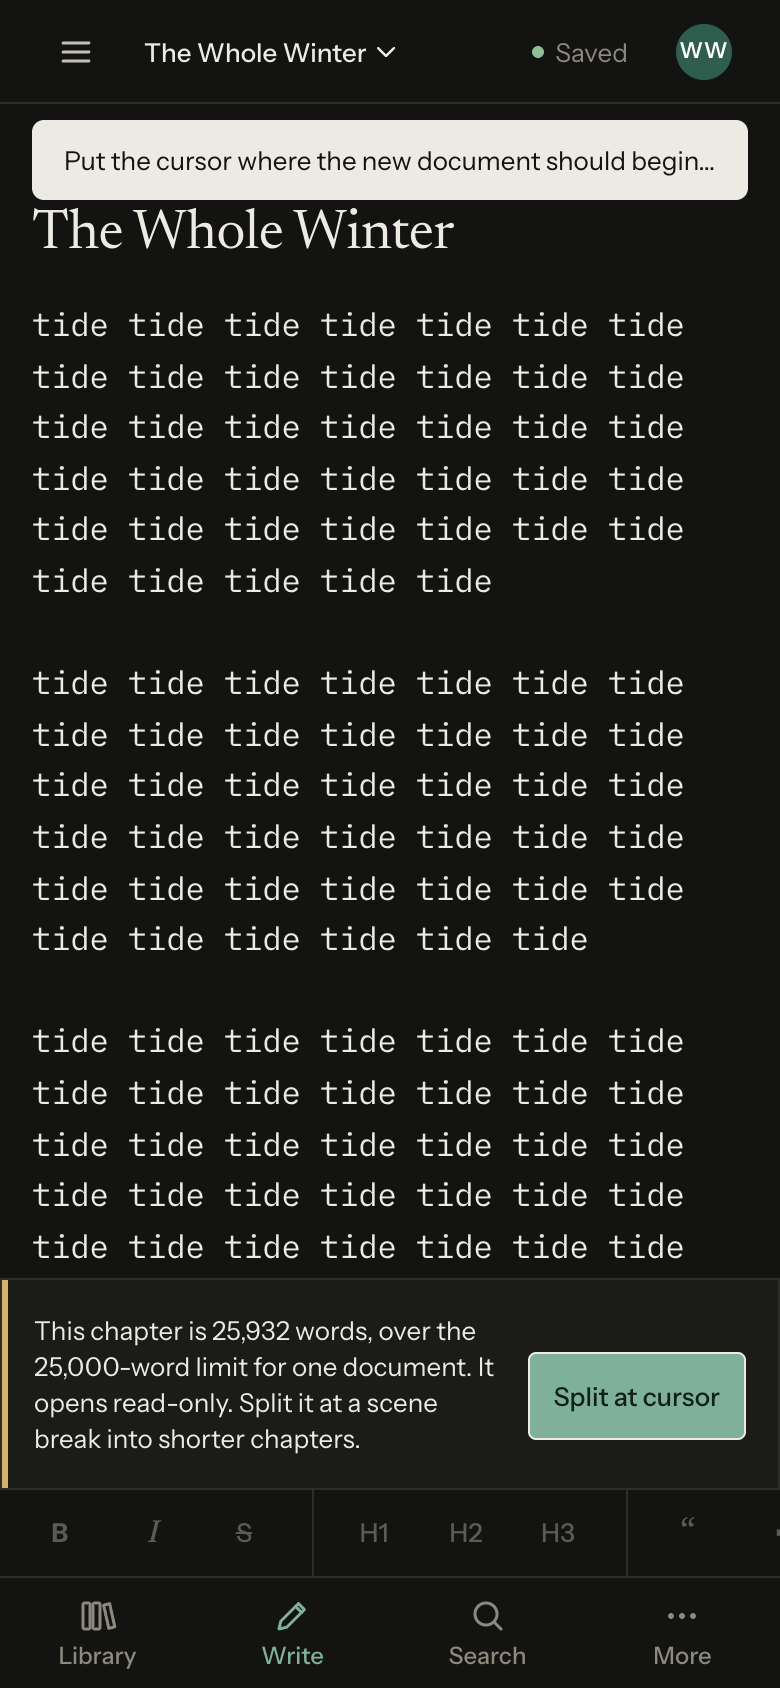 The Whole Winter
Saved
WW
Put the cursor where the new document should begin...
The Whole Winter
tide tide tide tide tide tide tide
tide tide tide tide tide tide tide
tide tide tide tide tide tide tide
tide tide tide tide tide tide tide
tide tide tide tide tide tide tide
tide tide tide tide tide
tide tide tide tide tide tide tide
tide tide tide tide tide tide tide
tide tide tide tide tide tide tide
tide tide tide tide tide tide tide
tide tide tide tide tide tide tide
tide tide tide tide tide tide
tide tide tide tide tide tide tide
tide tide tide tide tide tide tide
tide tide tide tide tide tide tide
tide tide tide tide tide tide tide
tide tide tide tide tide tide tide
This chapter is 25,932 words, over the
25,000-word limit for one document. It
opens read-only. Split it at a scene
break into shorter chapters.
Split at cursor
B I S H1 H2 H3 “
Library Write Search More